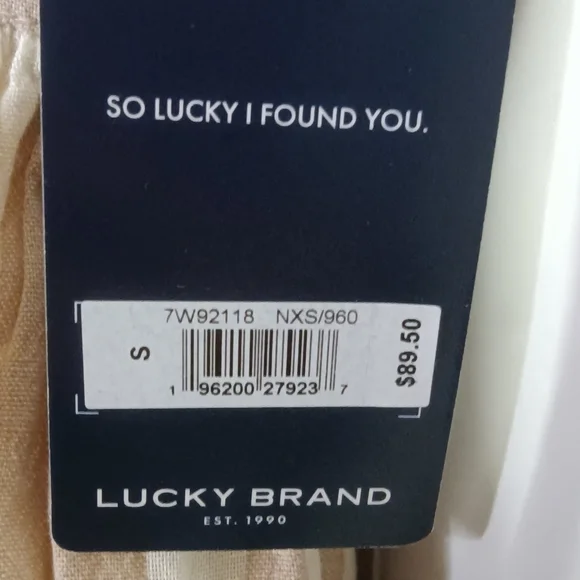 SO LUCKY I FOUND YOU.
7W92118 NXS/960
S
$89.50
1 96200 27923 7
LUCKY BRAND
EST. 1990